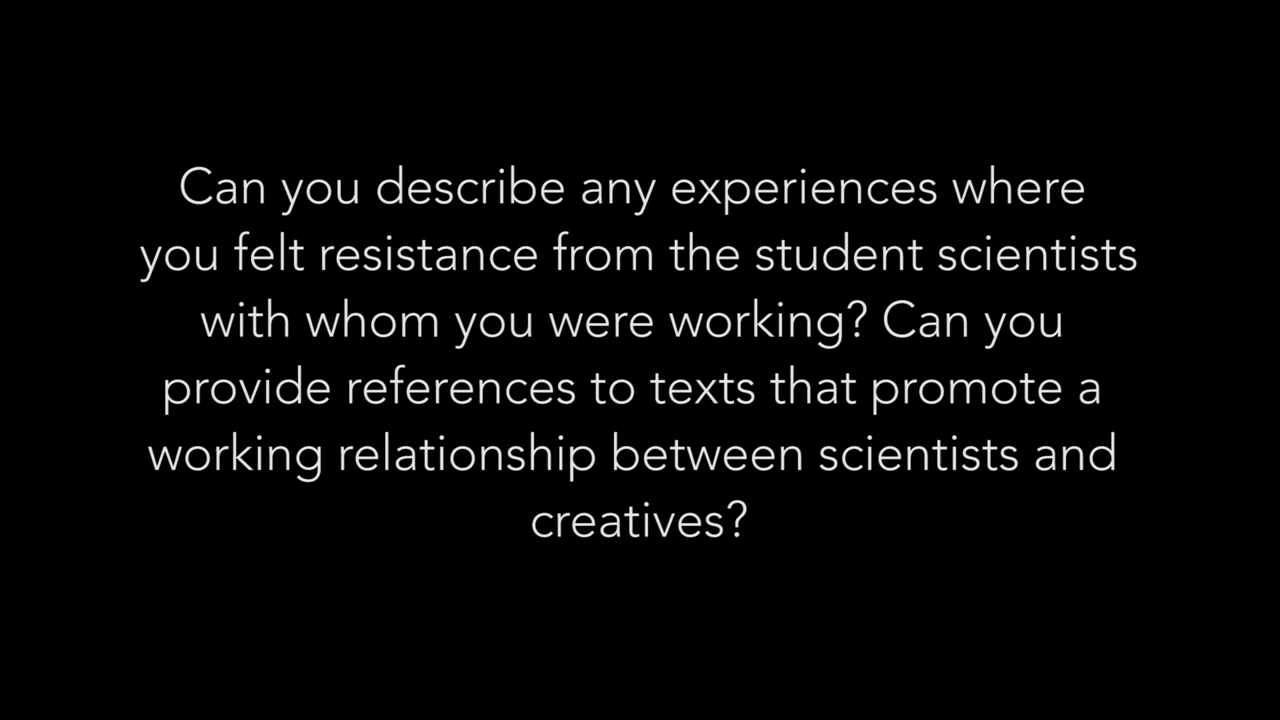 Can you describe any experiences where
you felt resistance from the student scientists
with whom you were working? Can you
provide references to texts that promote a
working relationship between scientists and
creatives?